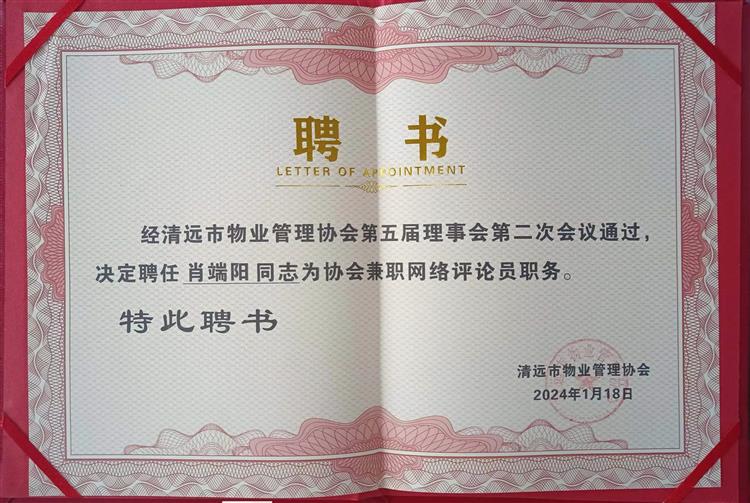 聘 书
LETTER OF APPOINTMENT
经清远市物业管理协会第五届理事会第二次会议通过，
决定聘任 肖端阳 同志为协会兼职网络评论员职务。
特此聘书
清远市物业管理协会
2024年1月18日